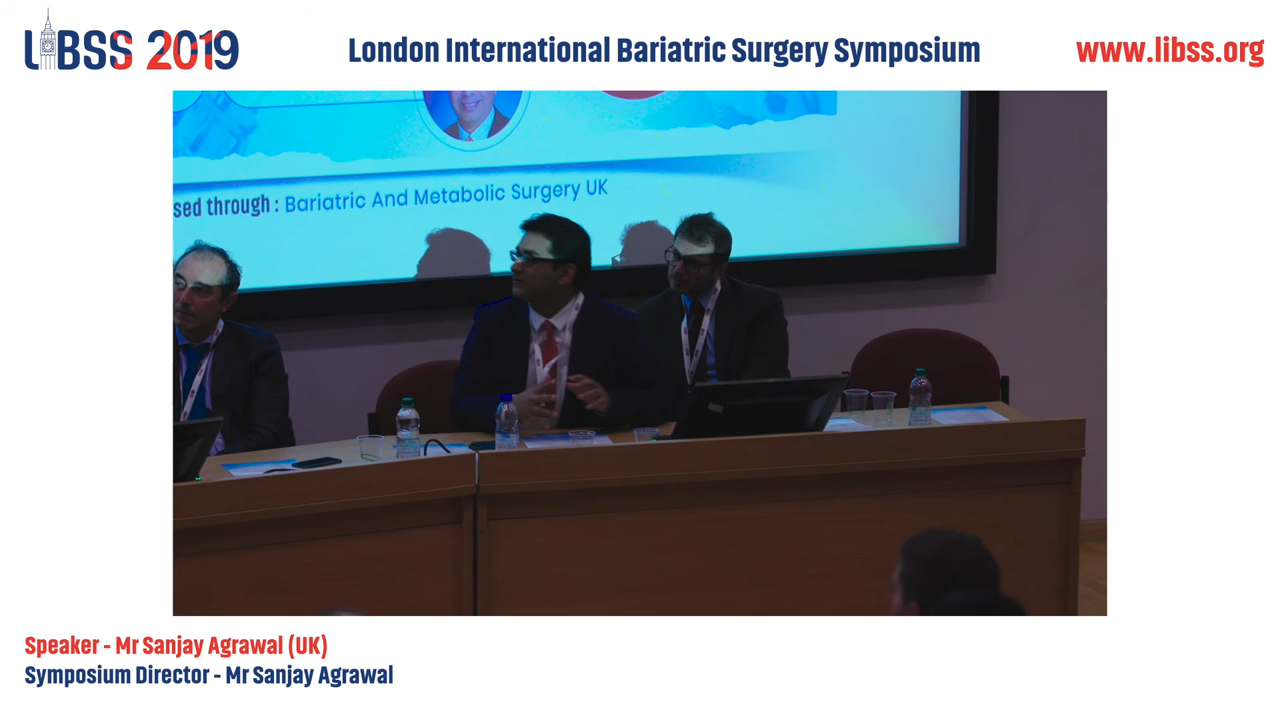 LIBSS 2019
London International Bariatric Surgery Symposium
www.libss.org
sed through : Bariatric And Metabolic Surgery UK
Speaker - Mr Sanjay Agrawal (UK)
Symposium Director - Mr Sanjay Agrawal